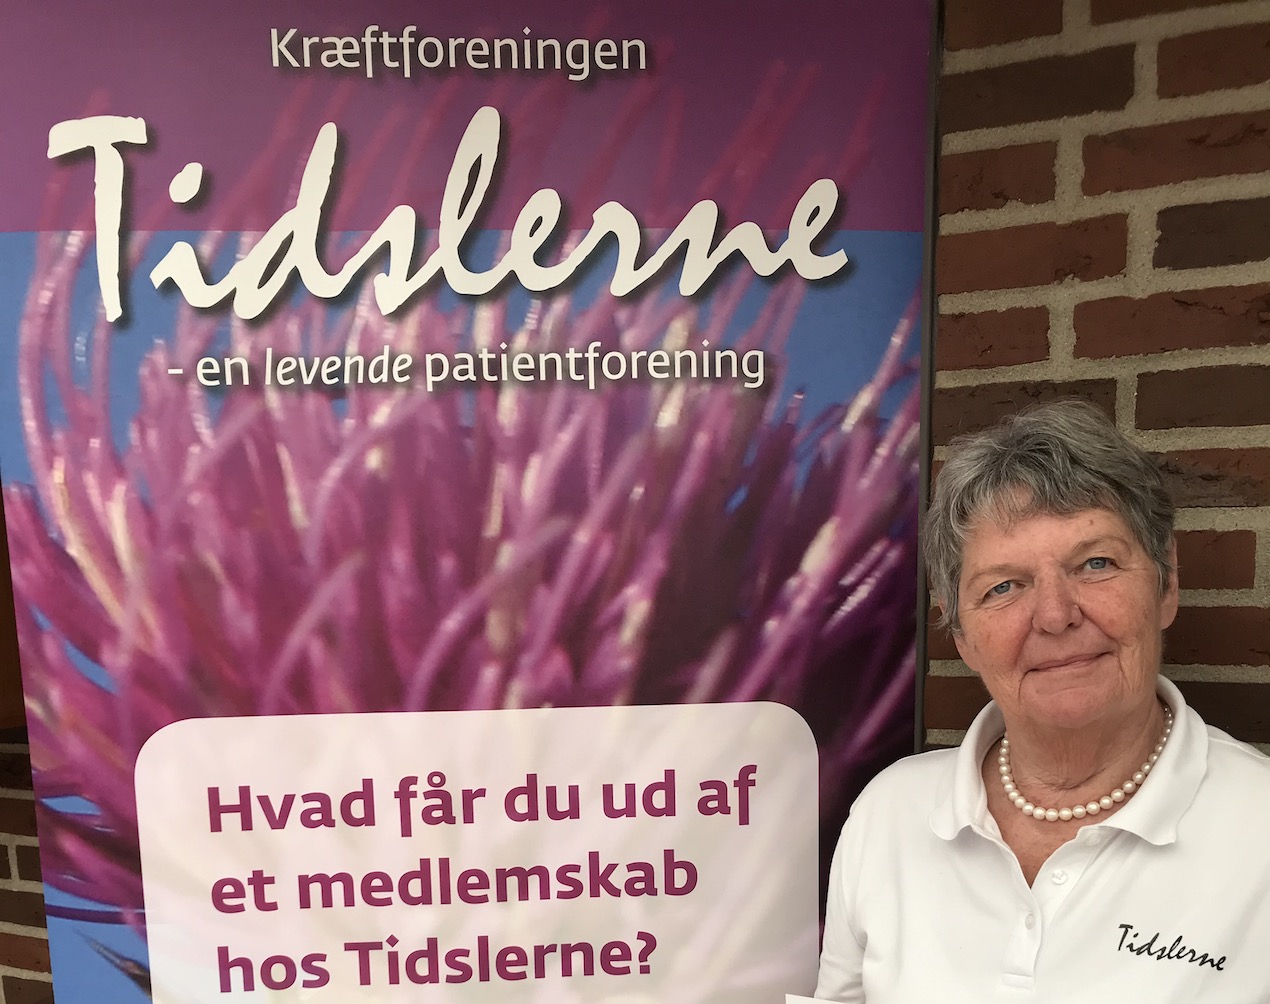 Kræftforeningen
Tidslerne
- en levende patientforening
Hvad får du ud af
et medlemskab
hos Tidslerne?
Tidslerne